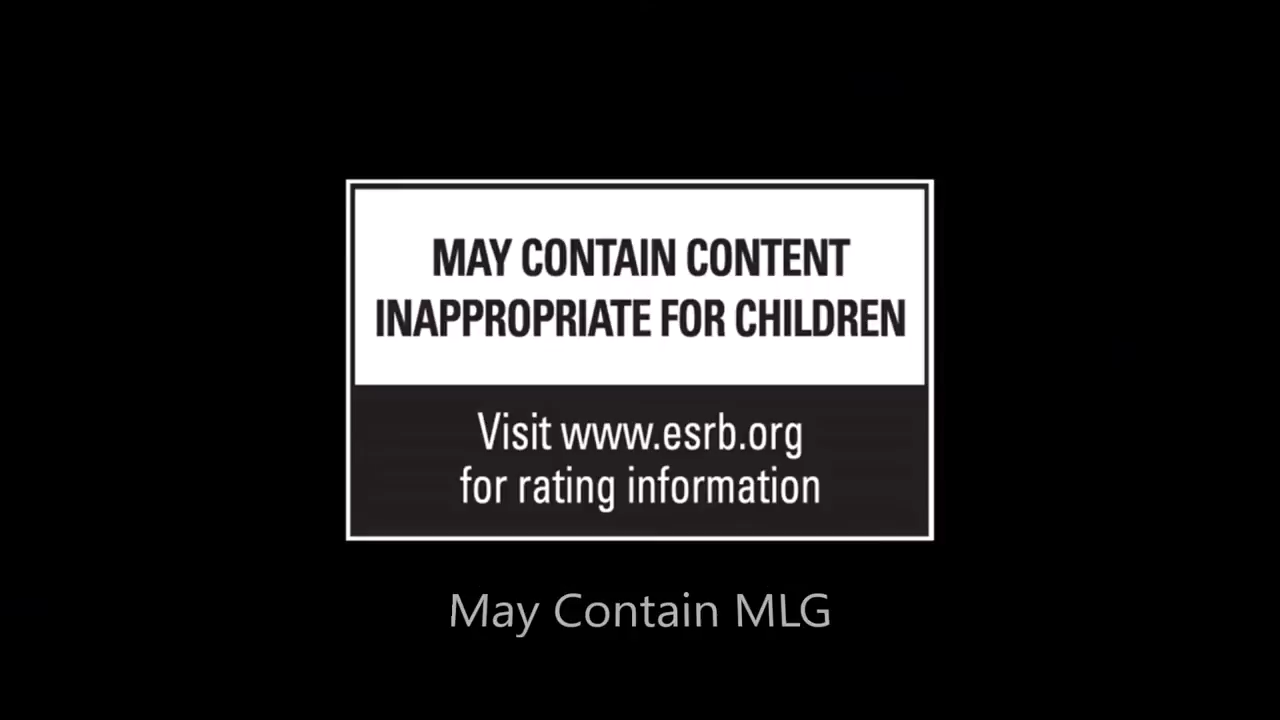 MAY CONTAIN CONTENT
INAPPROPRIATE FOR CHILDREN
Visit www.esrb.org
for rating information
May Contain MLG